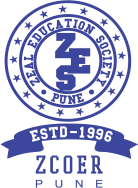 ZEAL EDUCATION SOCIETY
ZES
PUNE
ESTD-1996
ZCOER
PUNE